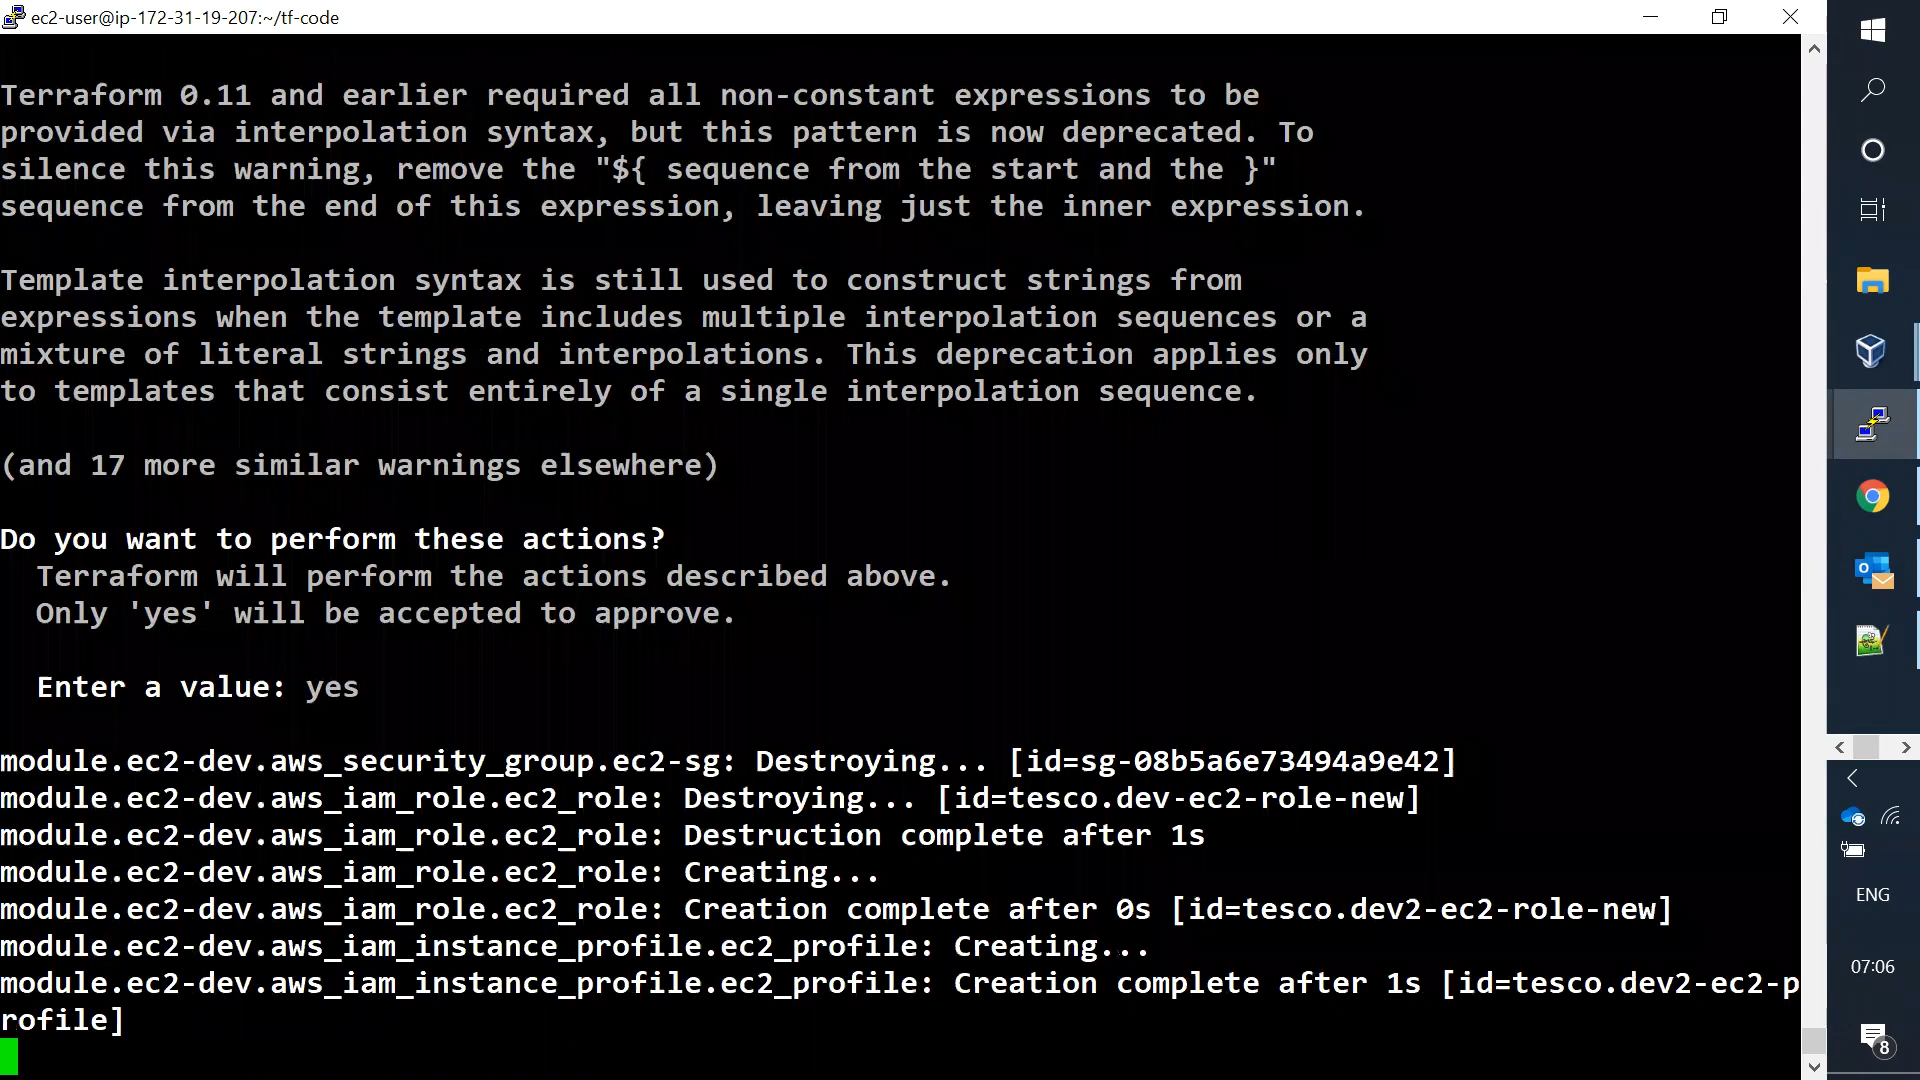 ec2-user@ip-172-31-19-207:~/tf-code
Terraform 0.11 and earlier required all non-constant expressions to be
provided via interpolation syntax, but this pattern is now deprecated. To
silence this warning, remove the "${ sequence from the start and the }"
sequence from the end of this expression, leaving just the inner expression.
Template interpolation syntax is still used to construct strings from
expressions when the template includes multiple interpolation sequences or a
mixture of literal strings and interpolations. This deprecation applies only
to templates that consist entirely of a single interpolation sequence.
(and 17 more similar warnings elsewhere)
Do you want to perform these actions?
Terraform will perform the actions described above.
Only 'yes' will be accepted to approve.
Enter a value: yes
module.ec2-dev.aws_security_group.ec2-sg: Destroying... [id=sg-08b5a6e73494a9e42]
module.ec2-dev.aws_iam_role.ec2_role: Destroying... [id=tesco.dev-ec2-role-new]
module.ec2-dev.aws_iam_role.ec2_role: Destruction complete after 1s
module.ec2-dev.aws_iam_role.ec2_role: Creating...
module.ec2-dev.aws_iam_role.ec2_role: Creation complete after 0s [id=tesco.dev2-ec2-role-new]
module.ec2-dev.aws_iam_instance_profile.ec2_profile: Creating...
module.ec2-dev.aws_iam_instance_profile.ec2_profile: Creation complete after 1s [id=tesco.dev2-ec2-p
rofile]
ENG
07:06
8